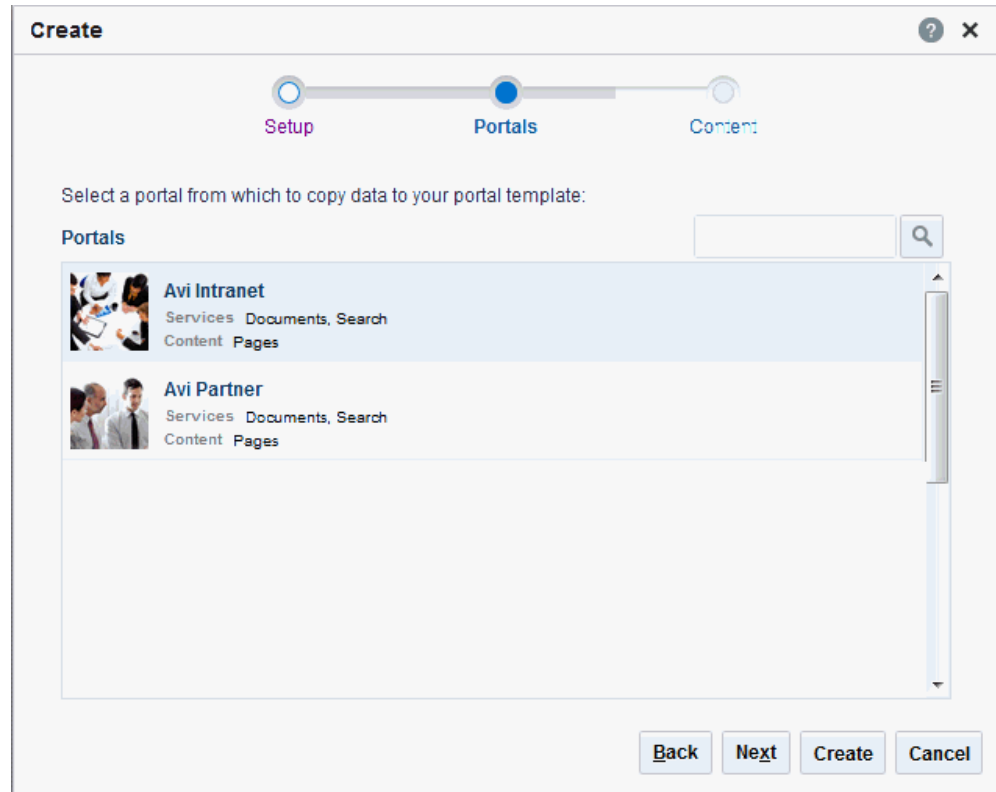 Create
Setup Portals Content
Select a portal from which to copy data to your portal template:
Portals
Avi Intranet
Services Documents, Search
Content Pages
Avi Partner
Services Documents, Search
Content Pages
Back Next Create Cancel